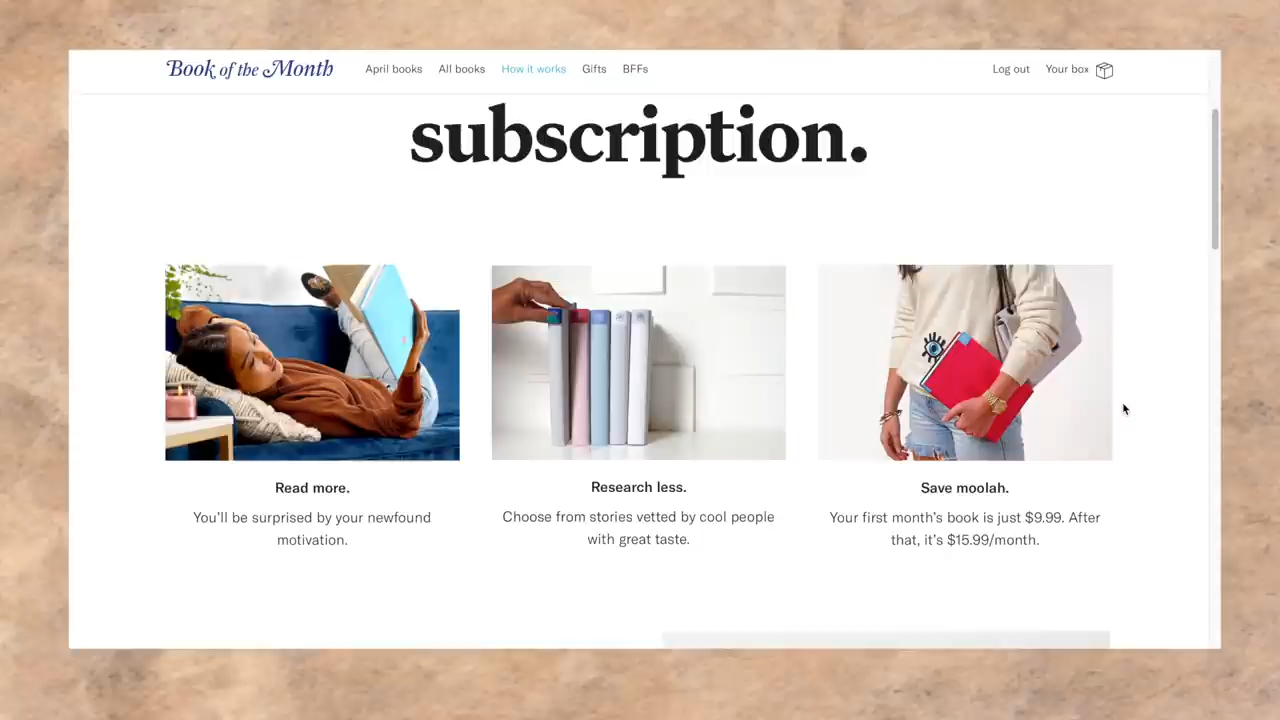 Book of the Month
April books
All books
How it works
Gifts
BFFs
Log out
Your box
subscription.
Read more.
You'll be surprised by your newfound
motivation.
Research less.
Choose from stories vetted by cool people
with great taste.
Save moolah.
Your first month's book is just $9.99. After
that, it's $15.99/month.